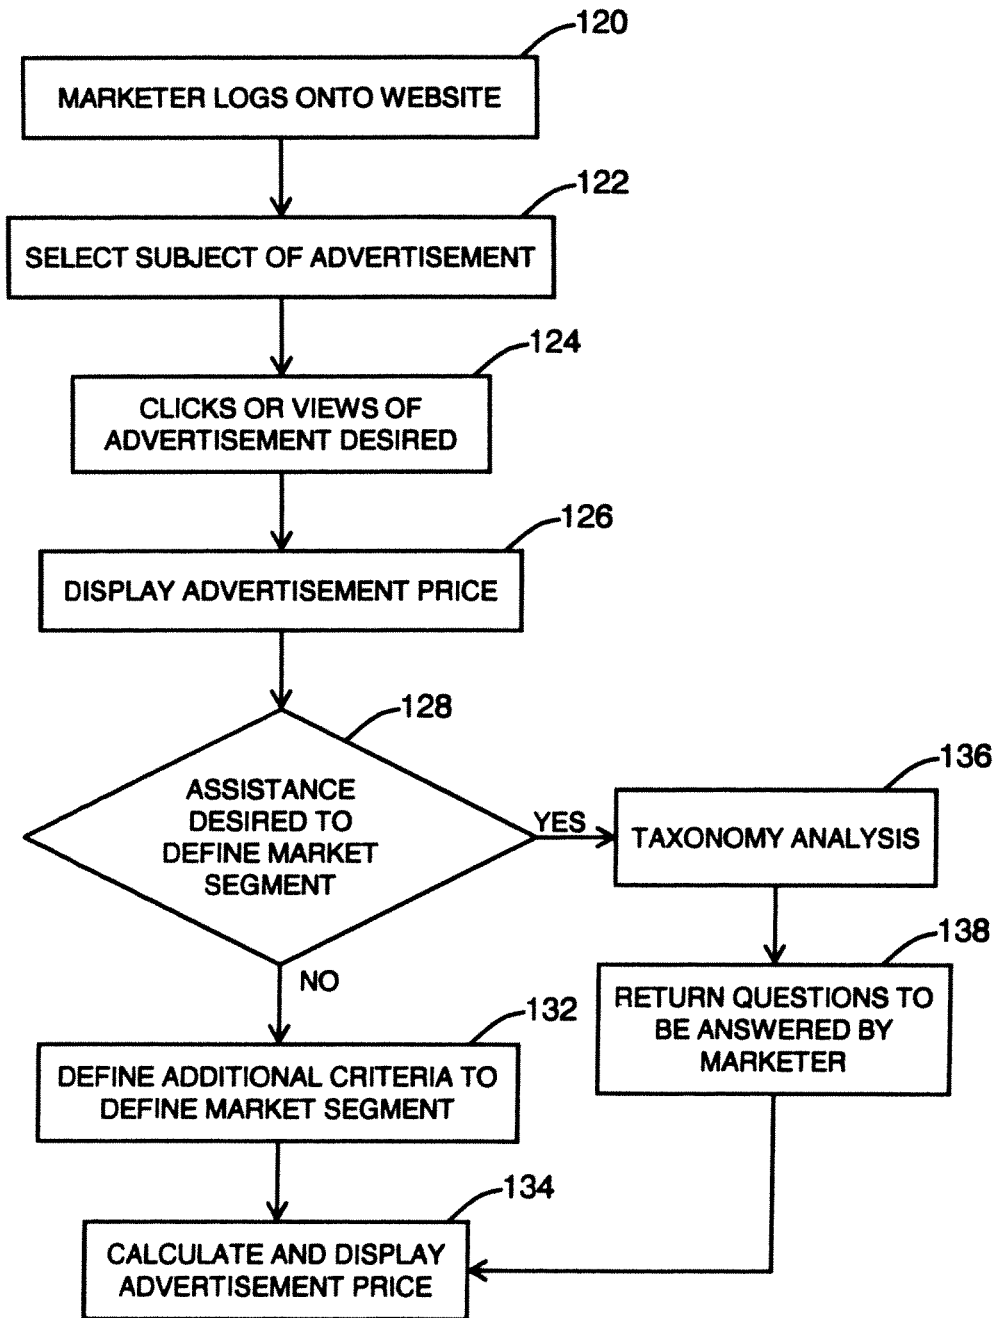 120
MARKETER LOGS ONTO WEBSITE
122
SELECT SUBJECT OF ADVERTISEMENT
124
CLICKS OR VIEWS OF
ADVERTISEMENT DESIRED
126
DISPLAY ADVERTISEMENT PRICE
128
ASSISTANCE
DESIRED TO
DEFINE MARKET
SEGMENT
YES
136
TAXONOMY ANALYSIS
138
RETURN QUESTIONS TO
BE ANSWERED BY
MARKETER
NO
132
DEFINE ADDITIONAL CRITERIA TO
DEFINE MARKET SEGMENT
134
CALCULATE AND DISPLAY
ADVERTISEMENT PRICE